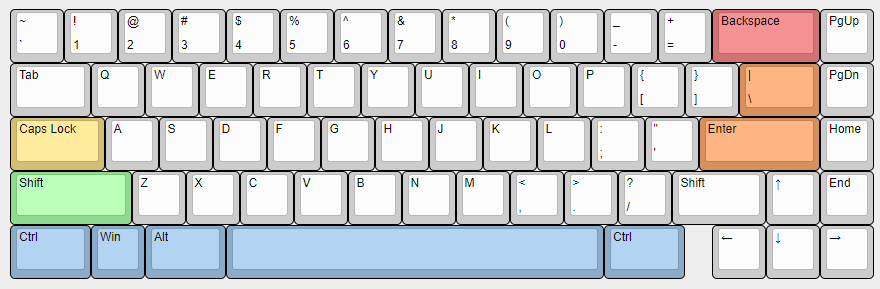 ~ ! @ # $ % ^ & * ( ) _ + Backspace PgUp
` 1 2 3 4 5 6 7 8 9 0 - =
Tab Q W E R T Y U I O P { } | PgDn
[ ] \
Caps Lock A S D F G H J K L : " Enter Home
; '
Shift Z X C V B N M < > ? Shift ↑ End
, . /
Ctrl Win Alt Ctrl ← ↓ →